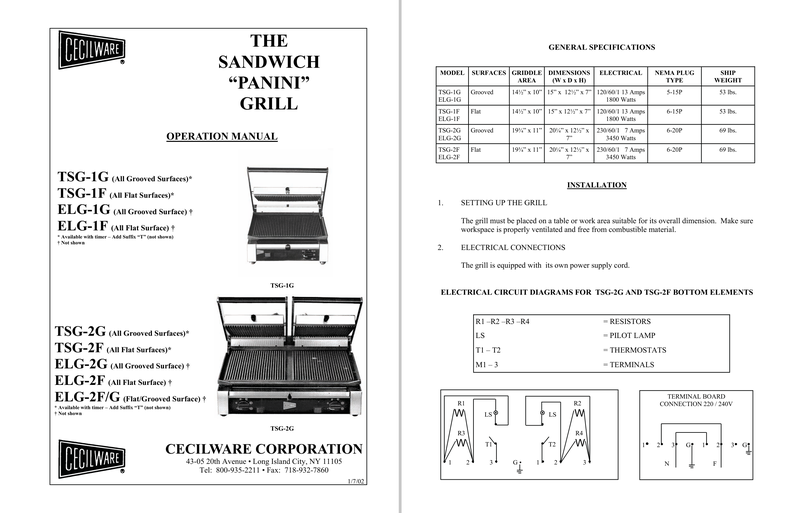 CECILWARE
®
THE
SANDWICH
“PANINI”
GRILL
OPERATION MANUAL
TSG-1G (All Grooved Surfaces)*
TSG-1F (All Flat Surfaces)*
ELG-1G (All Grooved Surface) †
ELG-1F (All Flat Surface) †
* Available with timer – Add Suffix “T” (not shown)
† Not shown
TSG-1G
TSG-2G (All Grooved Surfaces)*
TSG-2F (All Flat Surfaces)*
ELG-2G (All Grooved Surface) †
ELG-2F (All Flat Surface) †
ELG-2F/G (Flat/Grooved Surface) †
* Available with timer – Add Suffix “T” (not shown)
† Not shown
TSG-2G
CECILWARE
®
CECILWARE CORPORATION
43-05 20th Avenue • Long Island City, NY 11105
Tel: 800-935-2211 • Fax: 718-932-7860
1/7/02
GENERAL SPECIFICATIONS
MODEL SURFACES GRIDDLE AREA DIMENSIONS (W x D x H) ELECTRICAL NEMA PLUG TYPE SHIP WEIGHT
TSG-1G Grooved 14½” x 10” 15” x 12½” x 7” 120/60/1 13 Amps 5-15P 53 lbs.
ELG-1G 1800 Watts
TSG-1F Flat 14½” x 10” 15” x 12½” x 7” 120/60/1 13 Amps 6-15P 53 lbs.
ELG-1F 1800 Watts
TSG-2G Grooved 19¾” x 11” 20¼” x 12½” x 230/60/1 7 Amps 6-20P 69 lbs.
ELG-2G 7” 3450 Watts
TSG-2F Flat 19¾” x 11” 20¼” x 12½” x 230/60/1 7 Amps 6-20P 69 lbs.
ELG-2F 7” 3450 Watts
INSTALLATION
1. SETTING UP THE GRILL
The grill must be placed on a table or work area suitable for its overall dimension. Make sure
workspace is properly ventilated and free from combustible material.
2. ELECTRICAL CONNECTIONS
The grill is equipped with its own power supply cord.
ELECTRICAL CIRCUIT DIAGRAMS FOR TSG-2G AND TSG-2F BOTTOM ELEMENTS
R1 –R2 –R3 –R4 = RESISTORS
LS = PILOT LAMP
T1 – T2 = THERMOSTATS
M1 – 3 = TERMINALS
R1 R2
LS LS
R3 R4
T1 T2
1 2 3 G 1 2 3
TERMINAL BOARD
CONNECTION 220 / 240V
1 2 3 G 1 2 3 G
N F